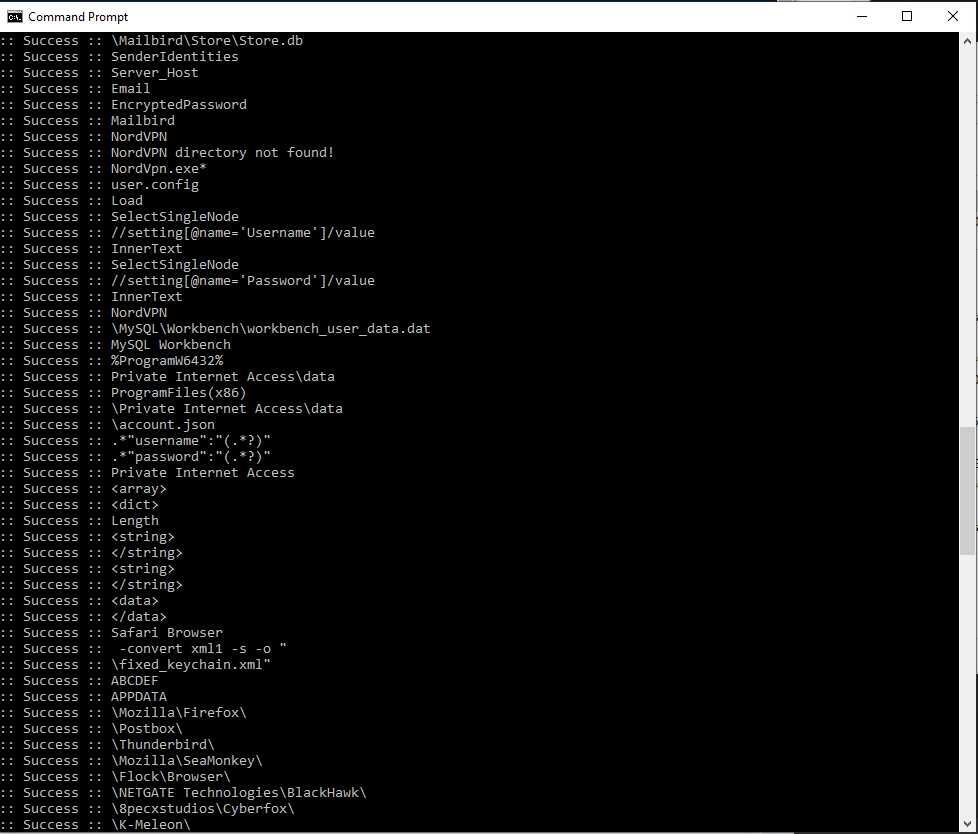 Command Prompt
:: Success :: \Mailbird\Store\Store.db
:: Success :: SenderIdentities
:: Success :: Server_Host
:: Success :: Email
:: Success :: EncryptedPassword
:: Success :: Mailbird
:: Success :: NordVPN
:: Success :: NordVPN directory not found!
:: Success :: NordVpn.exe*
:: Success :: user.config
:: Success :: Load
:: Success :: SelectSingleNode
:: Success :: //setting[@name='Username']/value
:: Success :: InnerText
:: Success :: SelectSingleNode
:: Success :: //setting[@name='Password']/value
:: Success :: InnerText
:: Success :: NordVPN
:: Success :: \MySQL\Workbench\workbench_user_data.dat
:: Success :: MySQL Workbench
:: Success :: %ProgramW6432%
:: Success :: Private Internet Access\data
:: Success :: ProgramFiles(x86)
:: Success :: \Private Internet Access\data
:: Success :: \account.json
:: Success :: .*"username":"(.*?)"
:: Success :: .*"password":"(.*?)"
:: Success :: Private Internet Access
:: Success :: <array>
:: Success :: <dict>
:: Success :: Length
:: Success :: <string>
:: Success :: </string>
:: Success :: <string>
:: Success :: </string>
:: Success :: <data>
:: Success :: </data>
:: Success :: Safari Browser
:: Success ::  -convert xml1 -s -o "
:: Success :: \fixed_keychain.xml"
:: Success :: ABCDEF
:: Success :: APPDATA
:: Success :: \Mozilla\Firefox\
:: Success :: \Postbox\
:: Success :: \Thunderbird\
:: Success :: \Mozilla\SeaMonkey\
:: Success :: \Flock\Browser\
:: Success :: \NETGATE Technologies\BlackHawk\
:: Success :: \8pecxstudios\Cyberfox\
:: Success :: \K-Meleon\